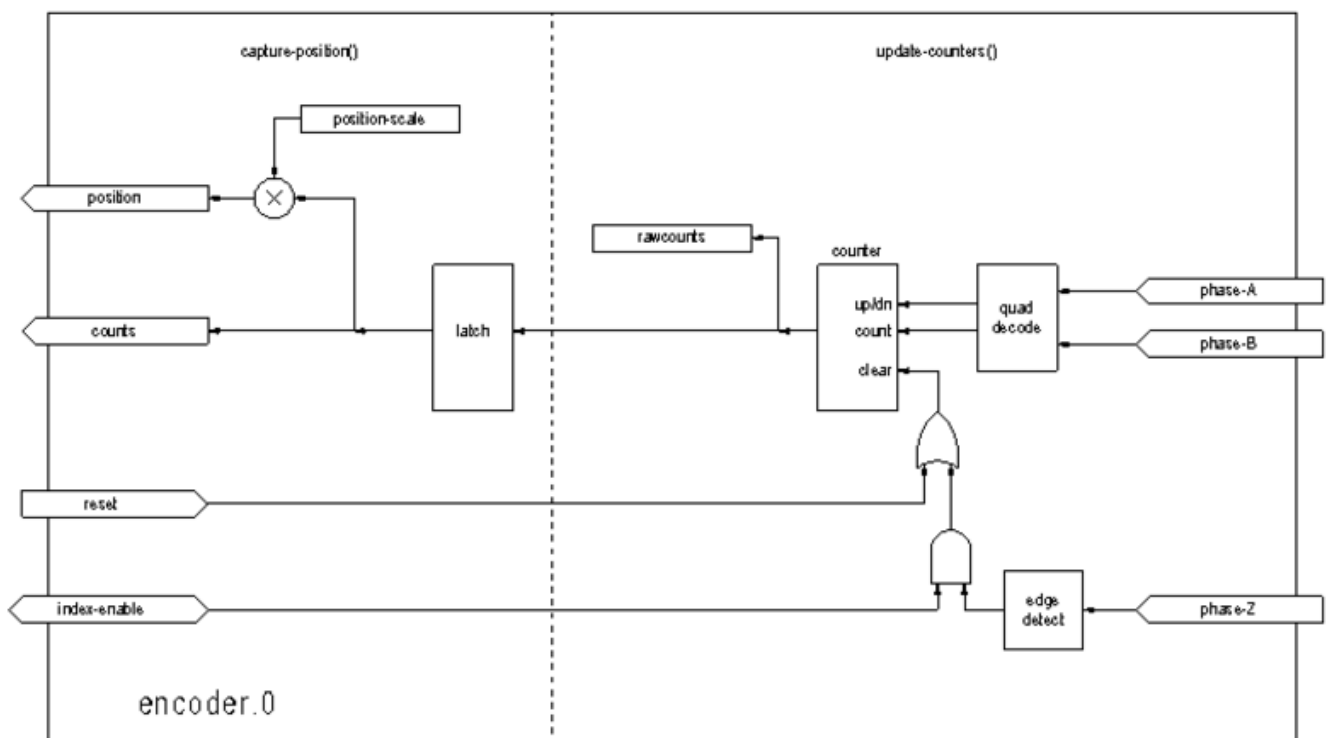 capture-position()
update-counters()
position-scale
position
rawcounts
counter
up/dn
count
clear
quad
decode
phase-A
phase-B
counts
latch
reset
index-enable
edge
detect
phase-Z
encoder.0